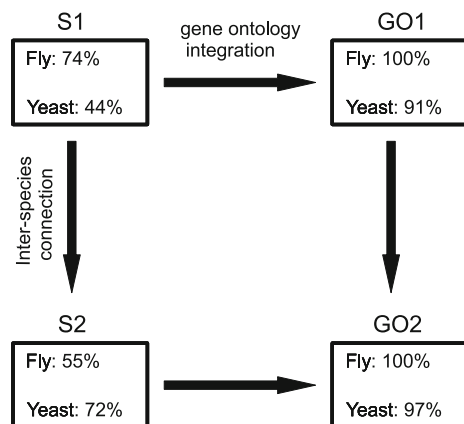 S1
gene ontology
integration
GO1
Fly: 74%
Yeast: 44%
Fly: 100%
Yeast: 91%
Inter-species
connection
S2
GO2
Fly: 55%
Yeast: 72%
Fly: 100%
Yeast: 97%